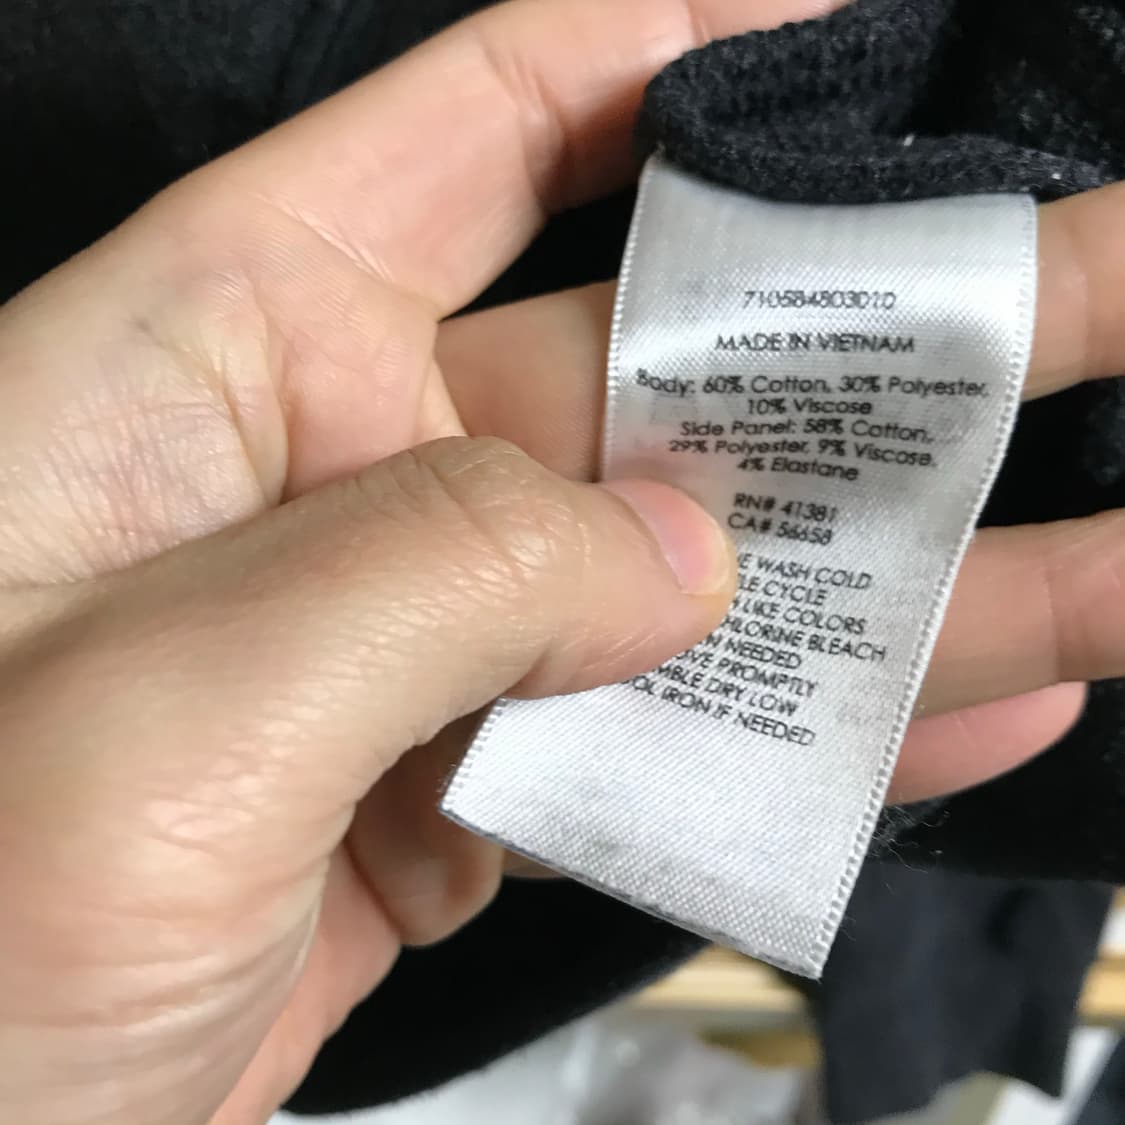 710584803010
MADE IN VIETNAM
Body: 60% Cotton, 30% Polyester,
10% Viscose
Side Panel: 58% Cotton,
29% Polyester, 9% Viscose,
4% Elastane
RN# 41381
CA# 56658
WASH COLD
CYCLE
LIKE COLORS
BLEACH
NEEDED
PROMPTLY
DRY LOW
IRON IF NEEDED